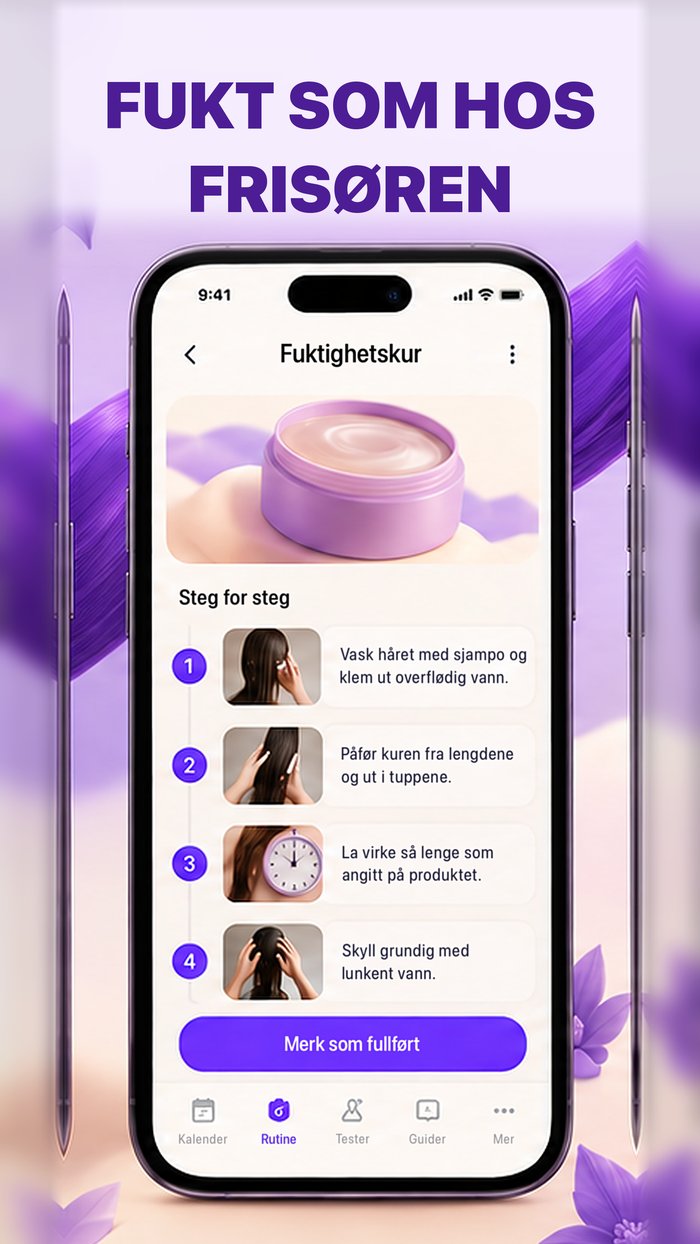 FUKT SOM HOS
FRISØREN
9:41
Fuktighetskur
Steg for steg
1
Vask håret med sjampo og
klem ut overflødig vann.
2
Påfør kuren fra lengdene
og ut i tuppene.
3
La virke så lenge som
angitt på produktet.
4
Skyll grundig med
lunkent vann.
Merk som fullført
Kalender
Rutine
Tester
Guider
Mer